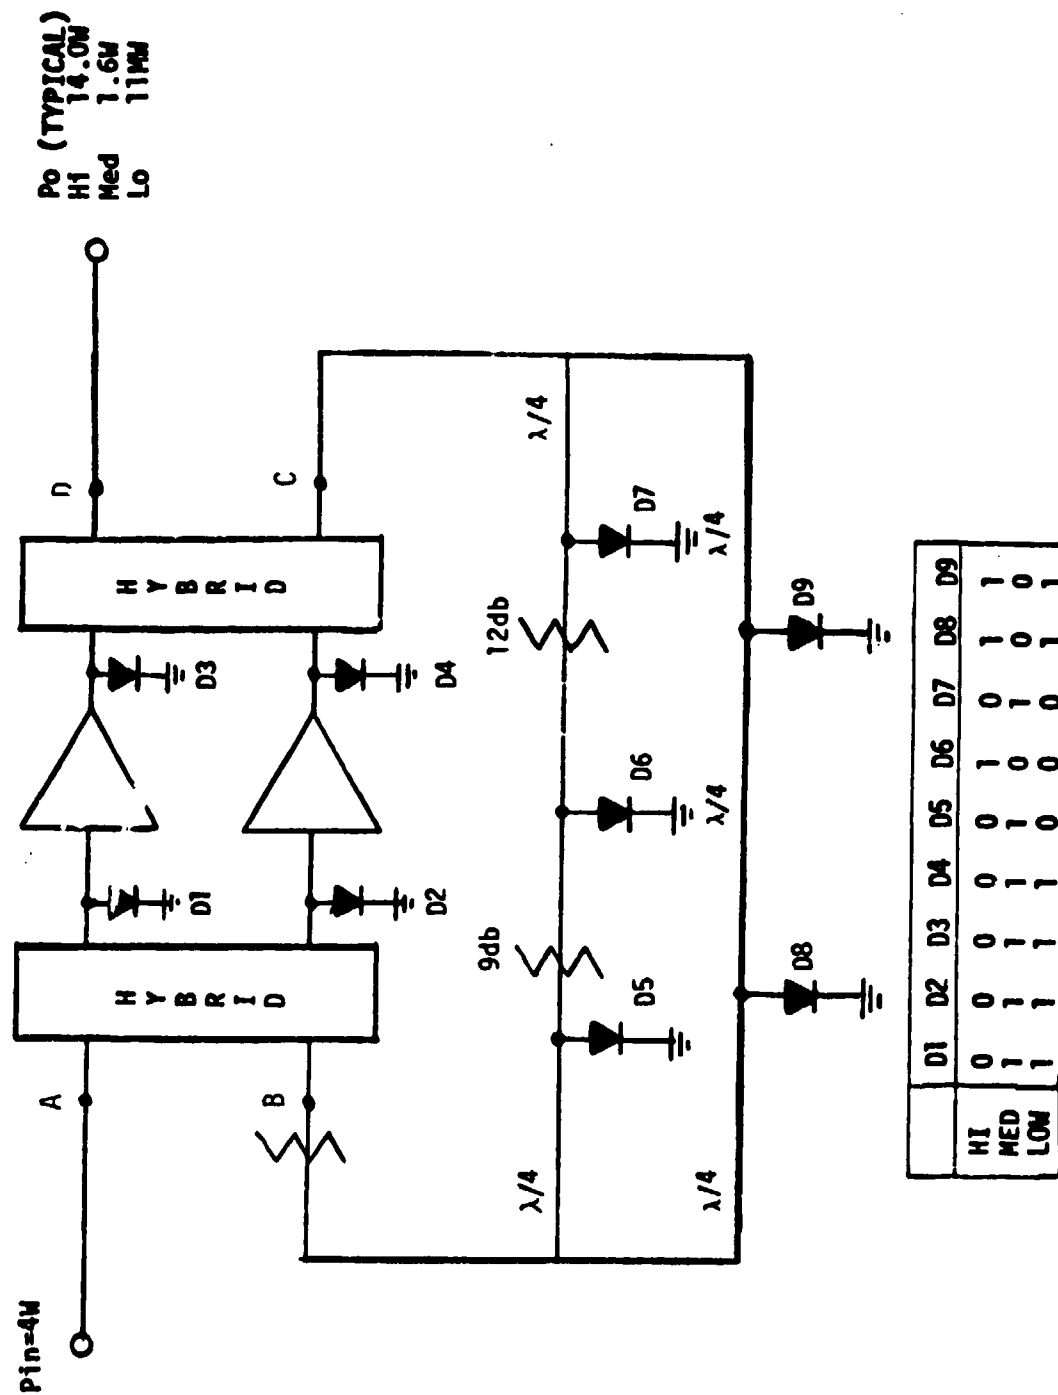 Po (TYPICAL)
Hi 14.0W
Med 1.6W
Lo 11MW
Pin=4W
A
B
C
D
HYBRID
HYBRID
D1
D2
D3
D4
9db
12db
λ/4
λ/4
D5
D6
D7
λ/4
λ/4
λ/4
D8
D9
D1 D2 D3 D4 D5 D6 D7 D8 D9
HI 0 0 0 0 0 1 0 1 1
MED 1 1 1 1 1 0 1 0 0
LOW 1 1 1 1 0 0 0 1 1